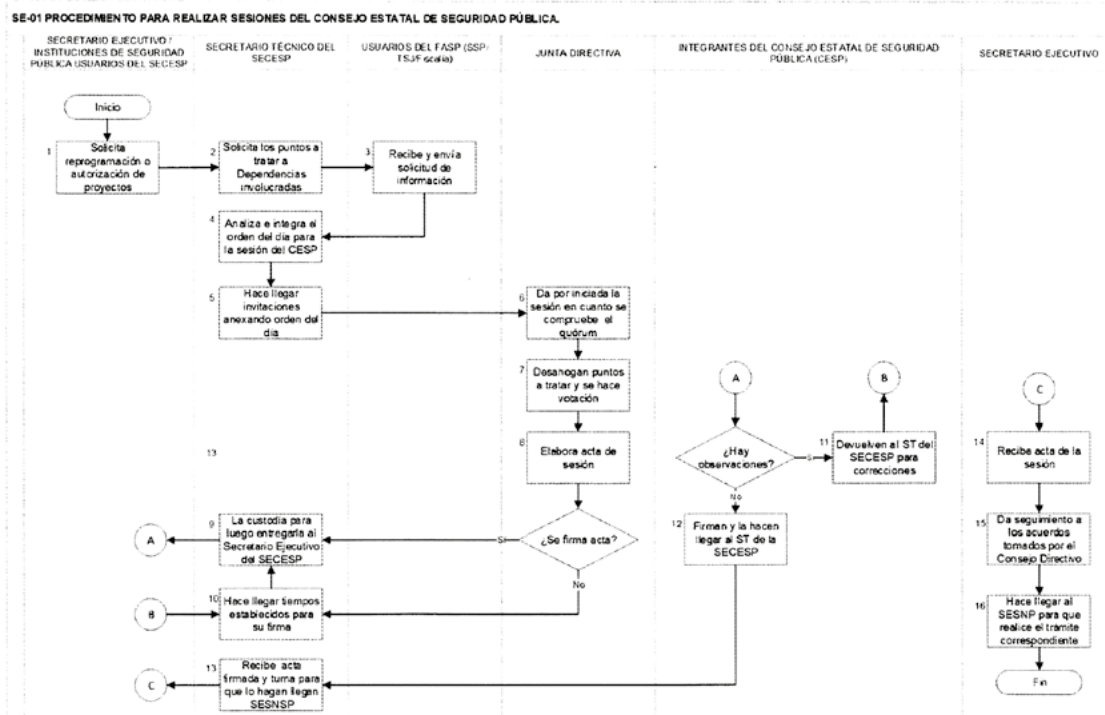 SE-01 PROCEDIMIENTO PARA REALIZAR SESIONES DEL CONSEJO ESTATAL DE SEGURIDAD PÚBLICA.
SECRETARIO EJECUTIVO /
INSTITUCIONES DE SEGURIDAD
PÚBLICA USUARIOS DEL SECESP
SECRETARIO TÉCNICO DEL
SECESP
USUARIOS DEL FASP (SSP/
TSJ/Fiscalía)
JUNTA DIRECTIVA
INTEGRANTES DEL CONSEJO ESTATAL DE SEGURIDAD
PÚBLICA (CESP)
SECRETARIO EJECUTIVO
Inicio
1
Solicita
reprogramación o
autorización de
proyectos
2
Solicita los puntos a
tratar a
Dependencias
involucradas
3
Recibe y envía
solicitud de
información
4
Analiza e integra el
orden del día para
la sesión del CESP
5
Hace llegar
invitaciones
anexando orden del
día
6
Da por iniciada la
sesión en cuanto se
compruebe el
quórum
7
Desahogan puntos
a tratar y se hace
votación
8
Elabora acta de
sesión
¿Se firma acta?
Si
No
13
9
La custodia para
luego entregarla al
Secretario Ejecutivo
del SECESP
A
10
Hace llegar tiempos
establecidos para
su firma
B
13
Recibe acta
firmada y turna para
que lo hagan llegan
SESNSP
C
A
¿Hay
observaciones?
Si
No
B
11
Devuelven al ST del
SECESP para
correcciones
12
Firman y la hacen
llegar al ST de la
SECESP
C
14
Recibe acta de la
sesión
15
Da seguimiento a
los acuerdos
tomados por el
Consejo Directivo
16
Hace llegar al
SESNP para que
realice el trámite
correspondiente
Fin